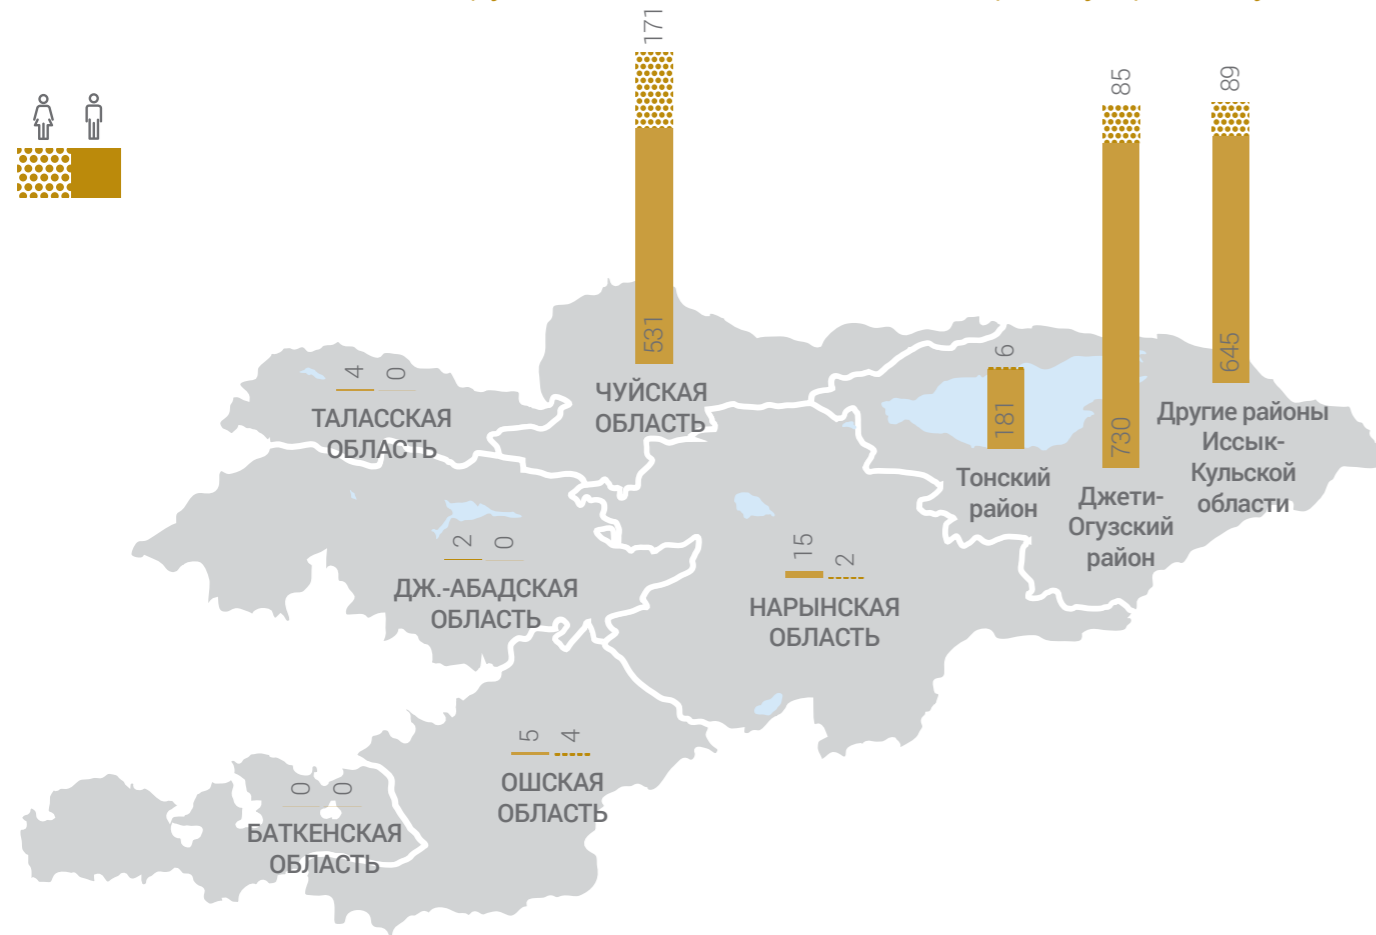 171
85
89
531
4
0
ЧУЙСКАЯ
ОБЛАСТЬ
6
181
730
645
ТАЛАССКАЯ
ОБЛАСТЬ
Другие районы
Иссык-
Кульской
области
Тонский
район
Джети-
Огузский
район
2
0
ДЖ.-АБАДСКАЯ
ОБЛАСТЬ
15
2
НАРЫНСКАЯ
ОБЛАСТЬ
5
4
ОШСКАЯ
ОБЛАСТЬ
0
0
БАТКЕНСКАЯ
ОБЛАСТЬ